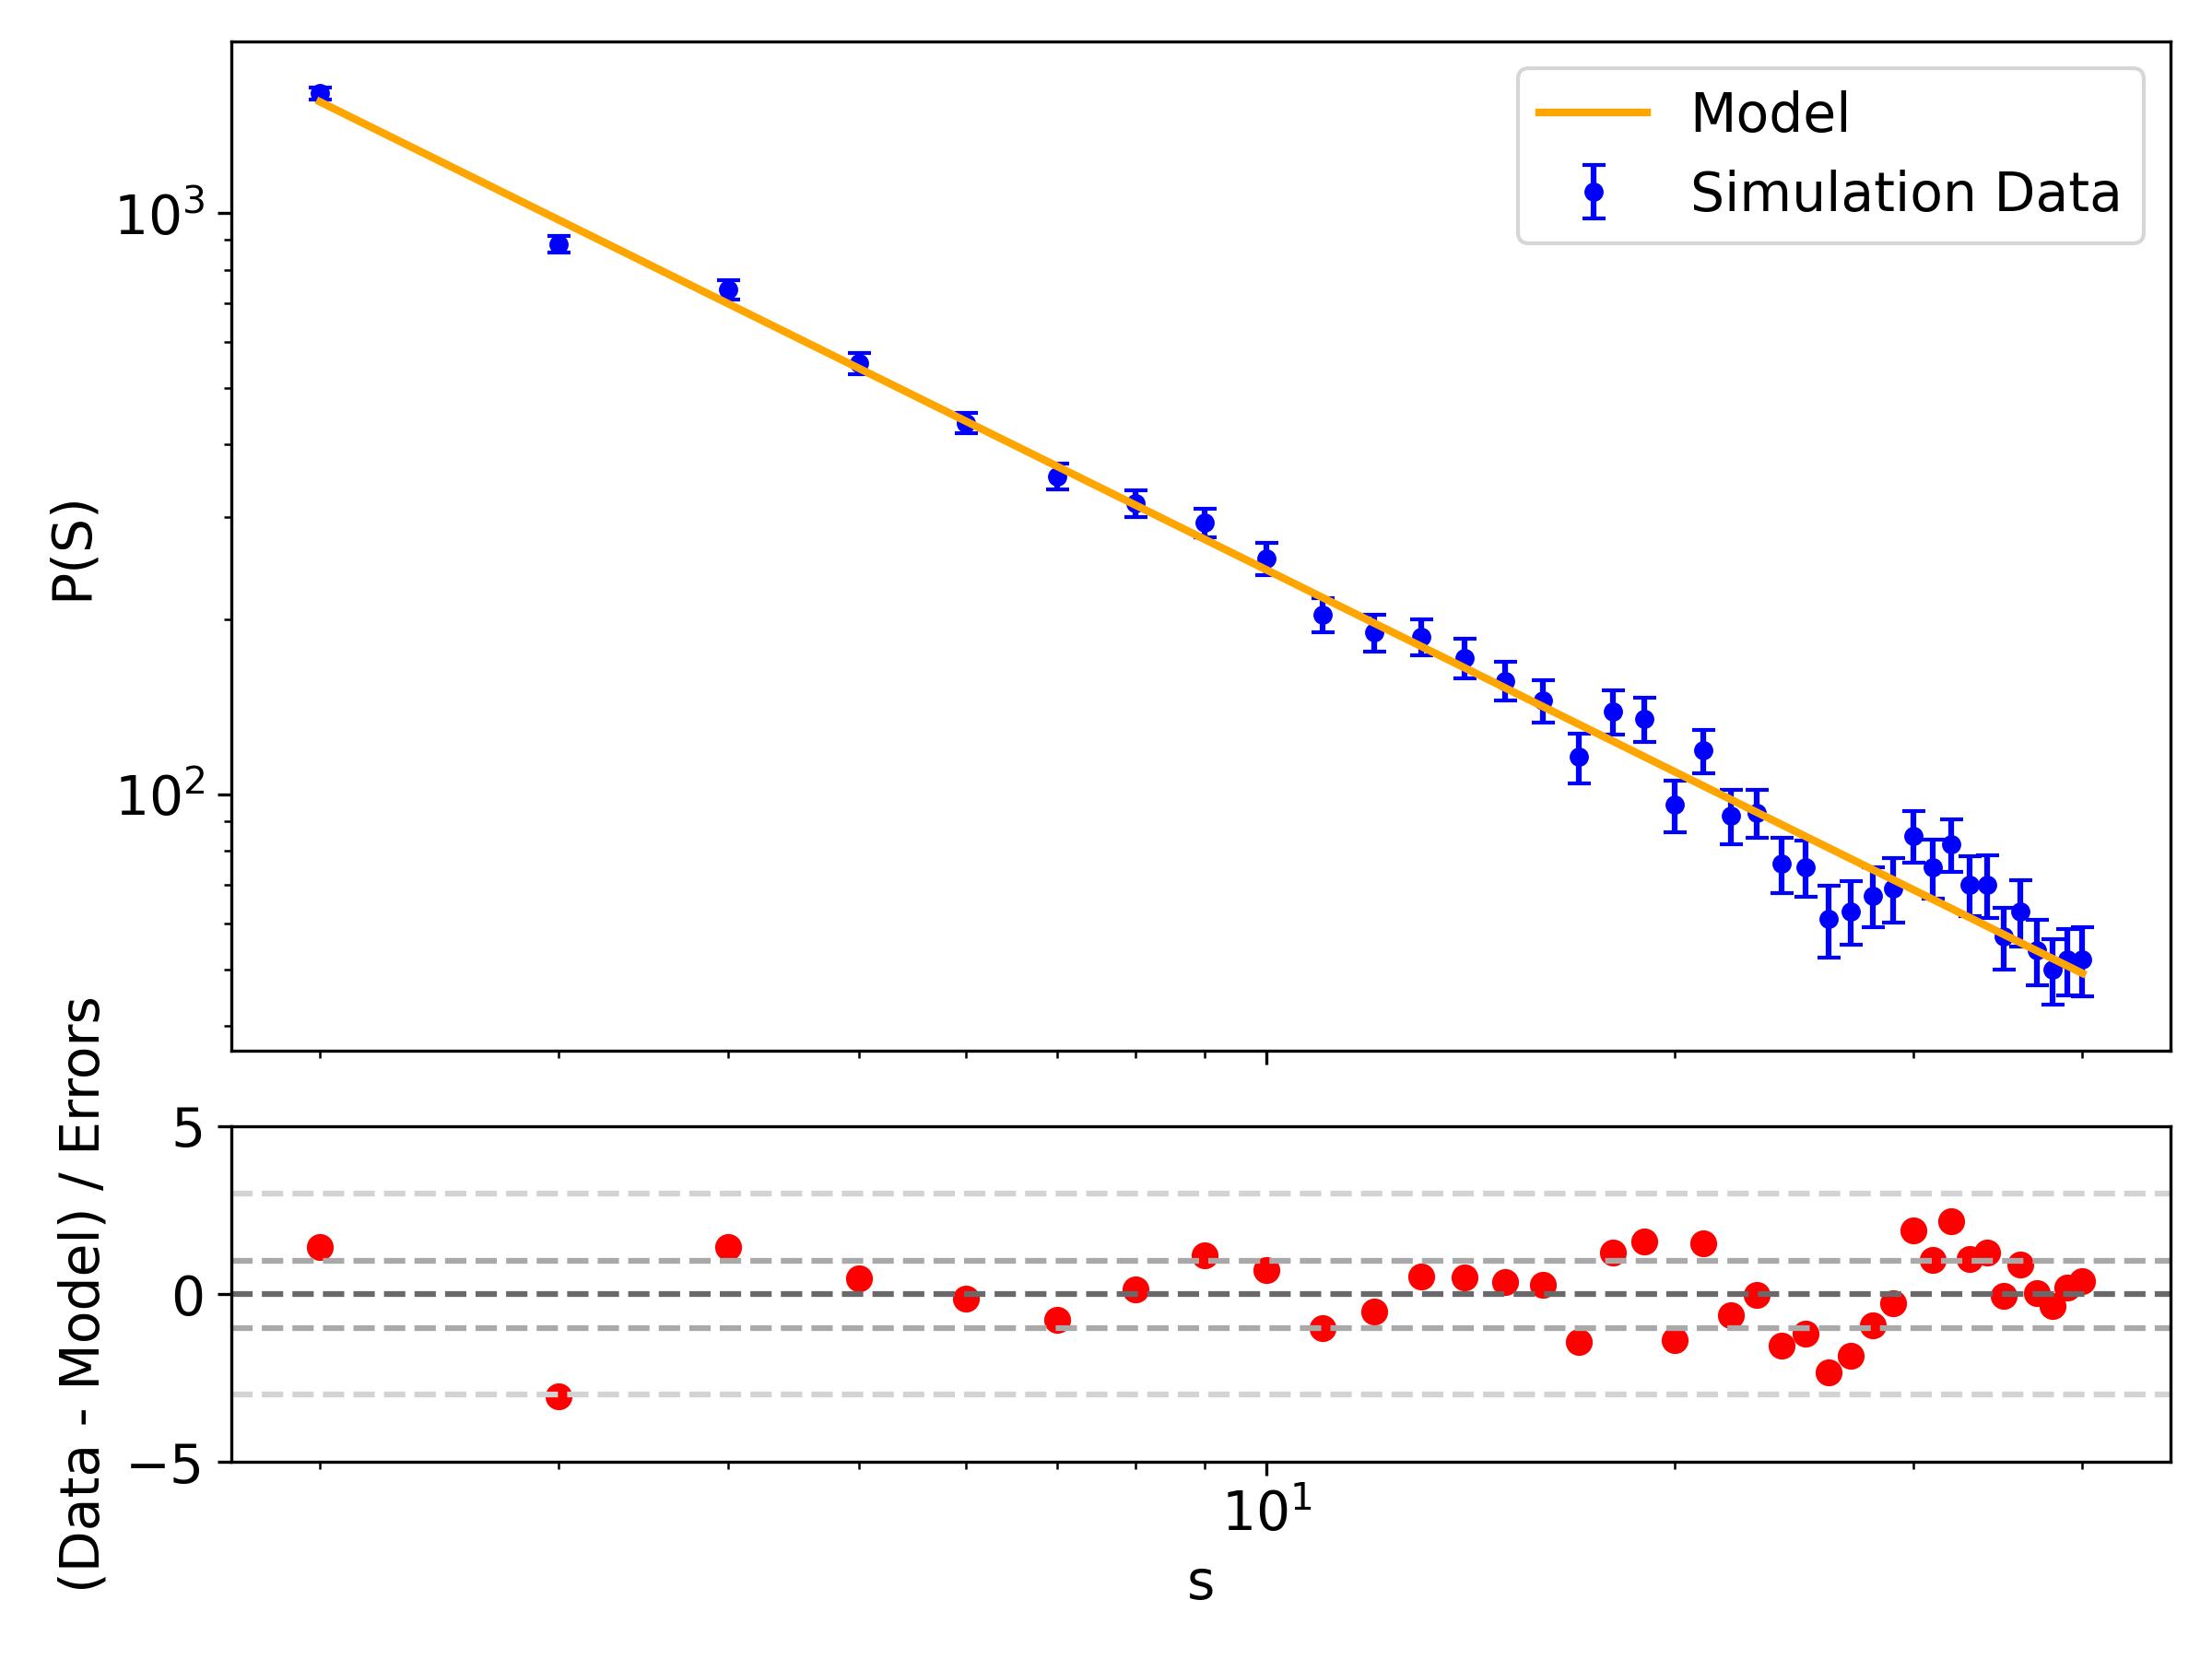 Model
Simulation Data
10³
10²
P(S)
5
0
−5
(Data - Model) / Errors
10¹
s